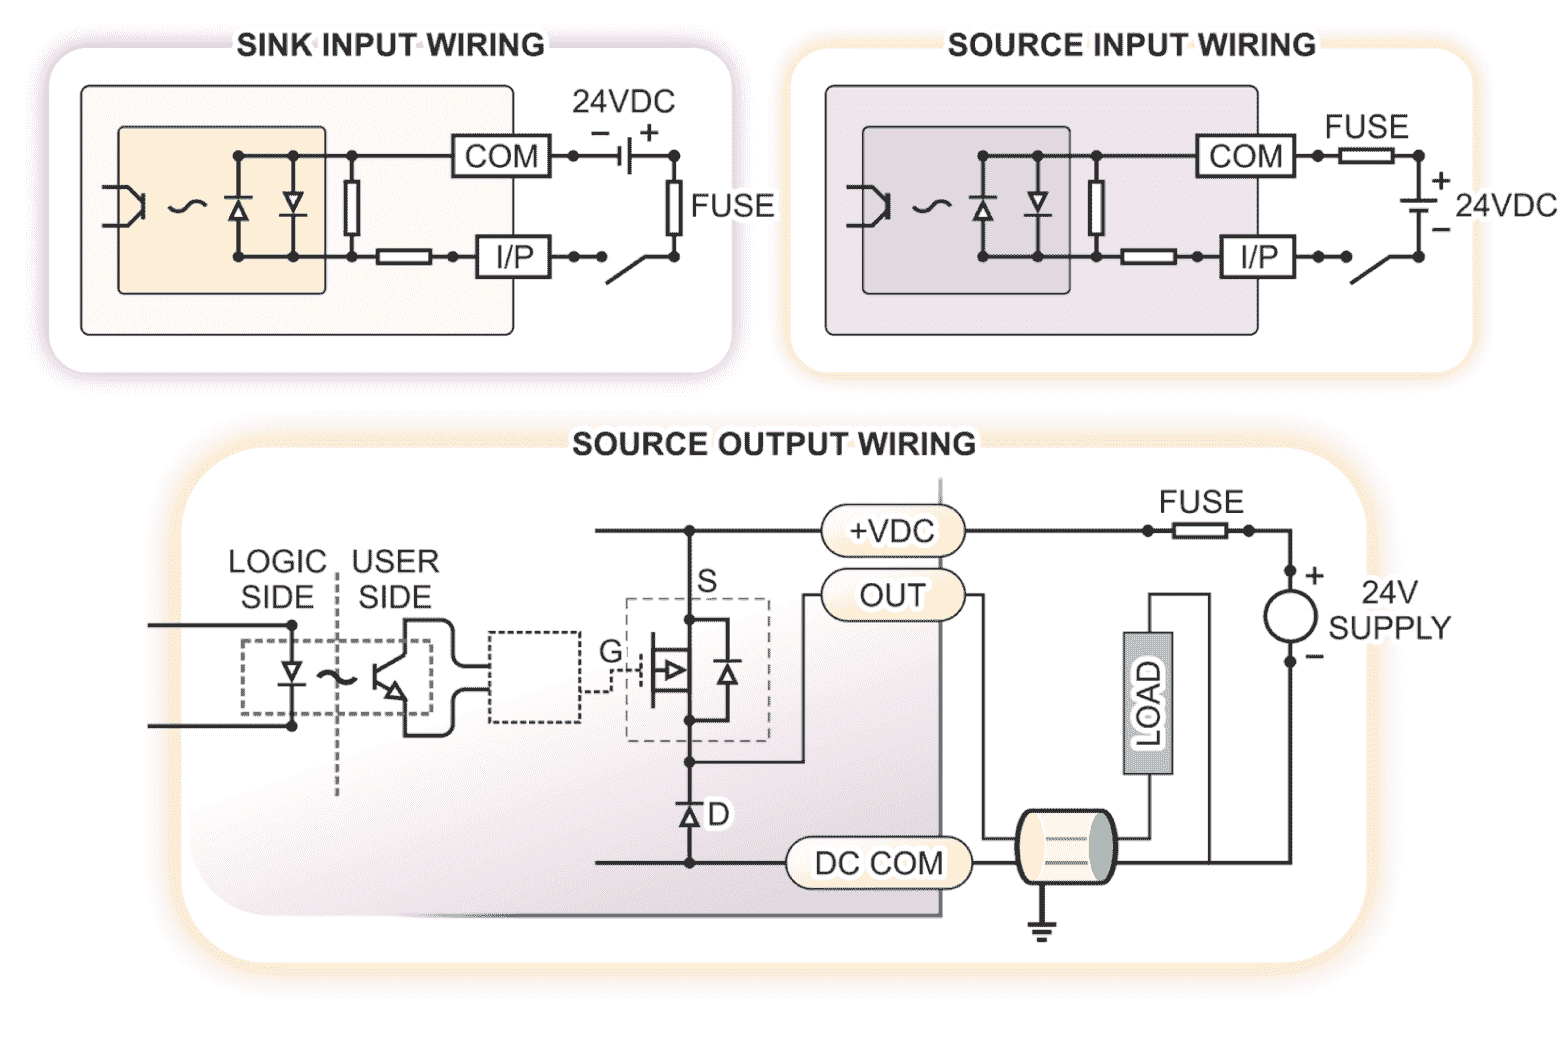 SINK INPUT WIRING
24VDC
− +
COM
FUSE
I/P
SOURCE INPUT WIRING
FUSE
COM
+
24VDC
−
I/P
SOURCE OUTPUT WIRING
FUSE
+VDC
LOGIC
SIDE
USER
SIDE
S
OUT
+
24V
SUPPLY
−
G
LOAD
D
DC COM